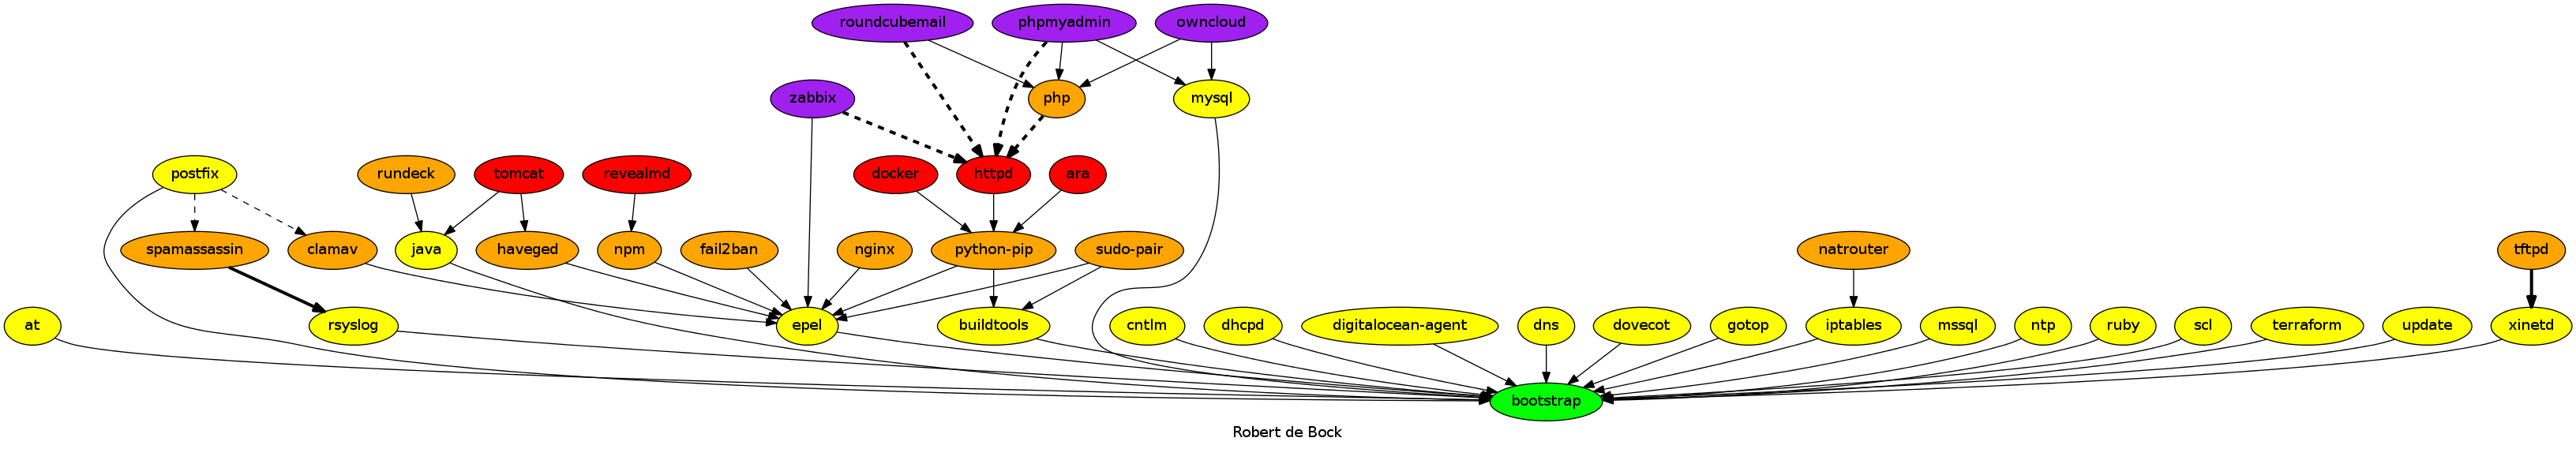 roundcubemail
phpmyadmin
owncloud
zabbix
php
mysql
postfix
rundeck
tomcat
revealmd
docker
httpd
ara
spamassassin
clamav
java
haveged
npm
fail2ban
nginx
python-pip
sudo-pair
natrouter
tftpd
at
rsyslog
epel
buildtools
cntlm
dhcpd
digitalocean-agent
dns
dovecot
gotop
iptables
mssql
ntp
ruby
scl
terraform
update
xinetd
bootstrap
Robert de Bock